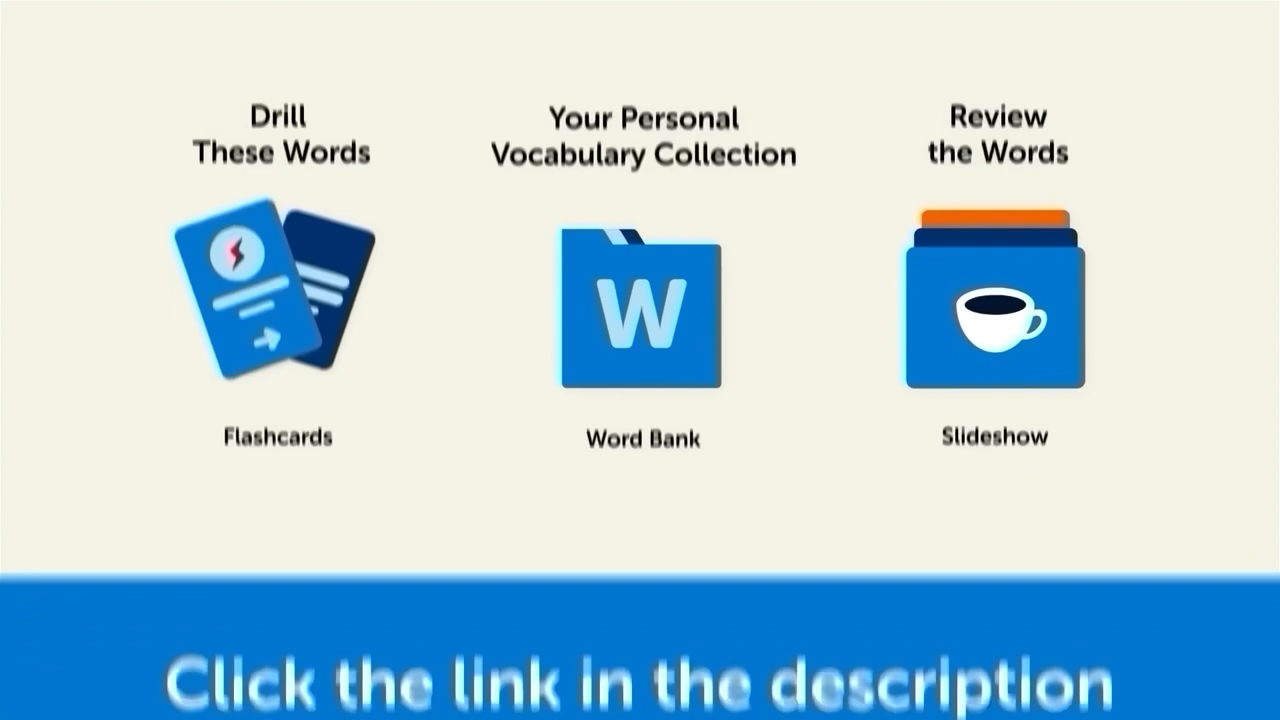 Drill
These Words
Your Personal
Vocabulary Collection
Review
the Words
W
Flashcards
Word Bank
Slideshow
Click the link in the description